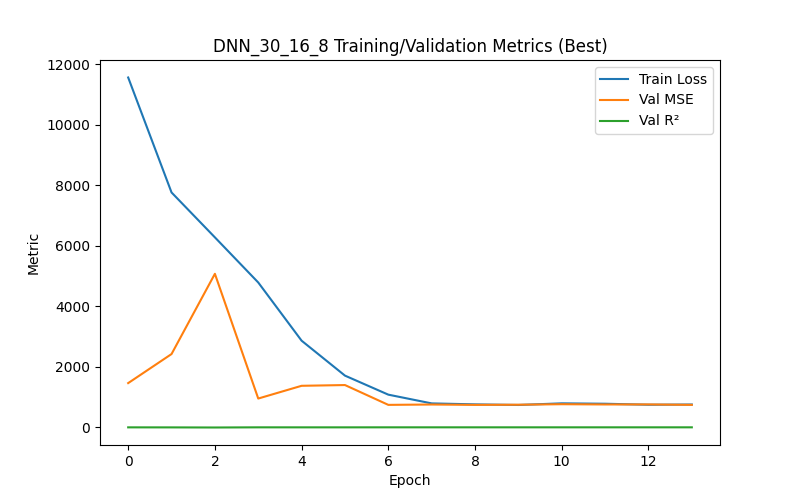 DNN_30_16_8 Training/Validation Metrics (Best)
Train Loss
Val MSE
Val R²
Metric
12000
10000
8000
6000
4000
2000
0
0 2 4 6 8 10 12
Epoch